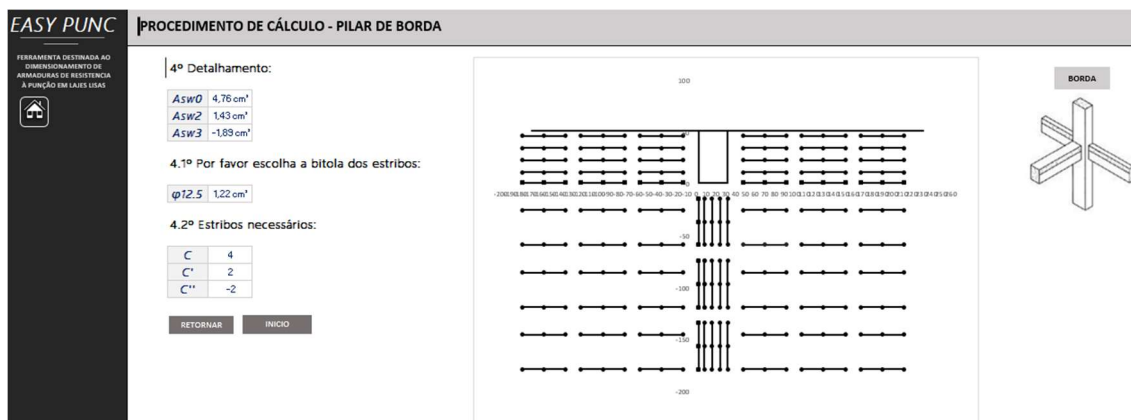 EASY PUNC
FERRAMENTA DESTINADA AO
DIMENSIONAMENTO DE
ARMADURAS DE RESISTENCIA
À PUNÇÃO EM LAJES LISAS
PROCEDIMENTO DE CÁLCULO - PILAR DE BORDA
4º Detalhamento:
Asw0 4,76 cm²
Asw2 1,43 cm²
Asw3 -1,89 cm²
4.1º Por favor escolha a bitola dos estribos:
φ12.5 1,22 cm²
4.2º Estribos necessários:
C 4
C' 2
C'' -2
RETORNAR INICIO
100
0
-50
-100
-150
-200
BORDA